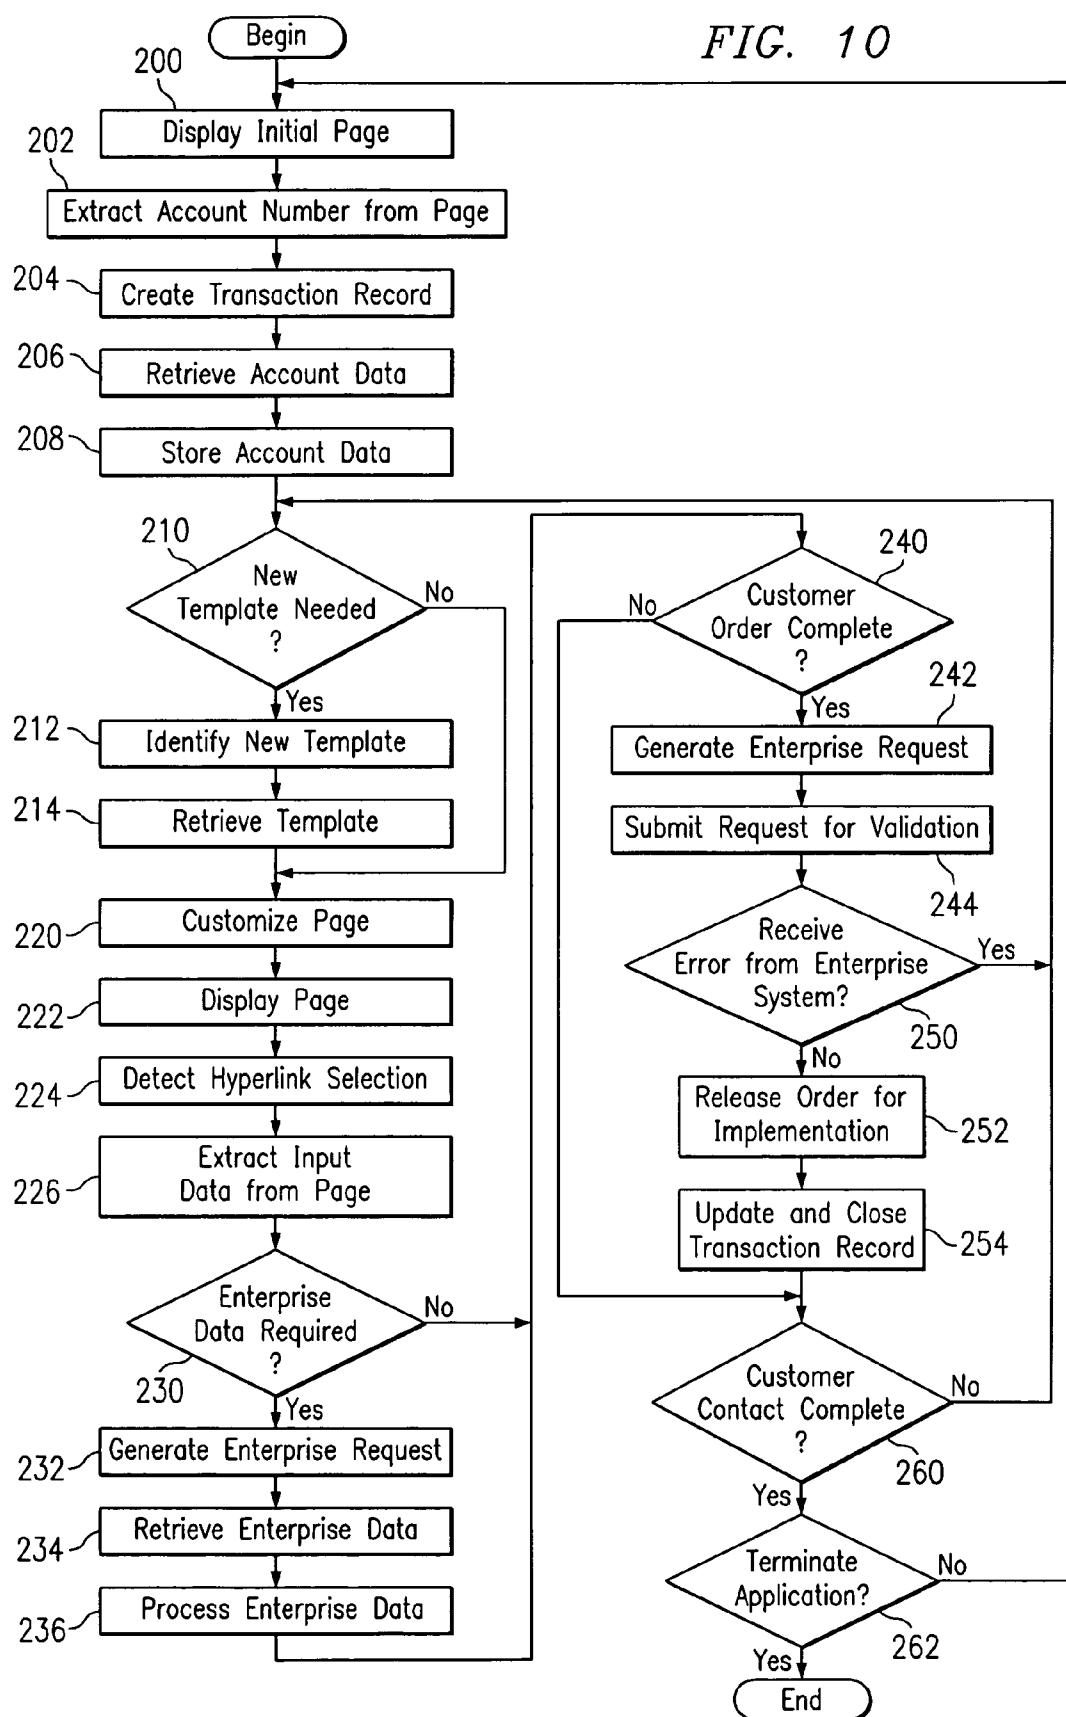 Begin
FIG. 10
200
Display Initial Page
202
Extract Account Number from Page
204
Create Transaction Record
206
Retrieve Account Data
208
Store Account Data
210
New
Template Needed
?
No
Yes
212
Identify New Template
214
Retrieve Template
220
Customize Page
222
Display Page
224
Detect Hyperlink Selection
226
Extract Input
Data from Page
230
Enterprise
Data Required
?
No
Yes
232
Generate Enterprise Request
234
Retrieve Enterprise Data
236
Process Enterprise Data
240
Customer
Order Complete
?
No
Yes
242
Generate Enterprise Request
Submit Request for Validation
244
Receive
Error from Enterprise
System?
Yes
250
No
Release Order for
Implementation
252
Update and Close
Transaction Record
254
Customer
Contact Complete
?
No
260
Yes
Terminate
Application?
No
262
Yes
End